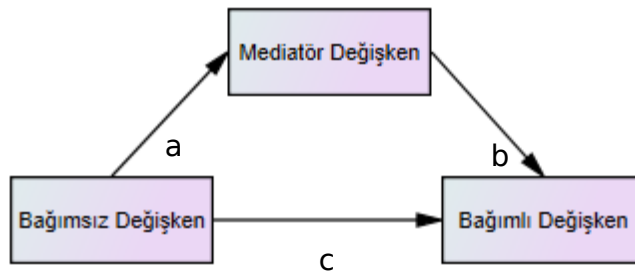 Mediatör Değişken
a
b
Bağımsız Değişken
Bağımlı Değişken
c